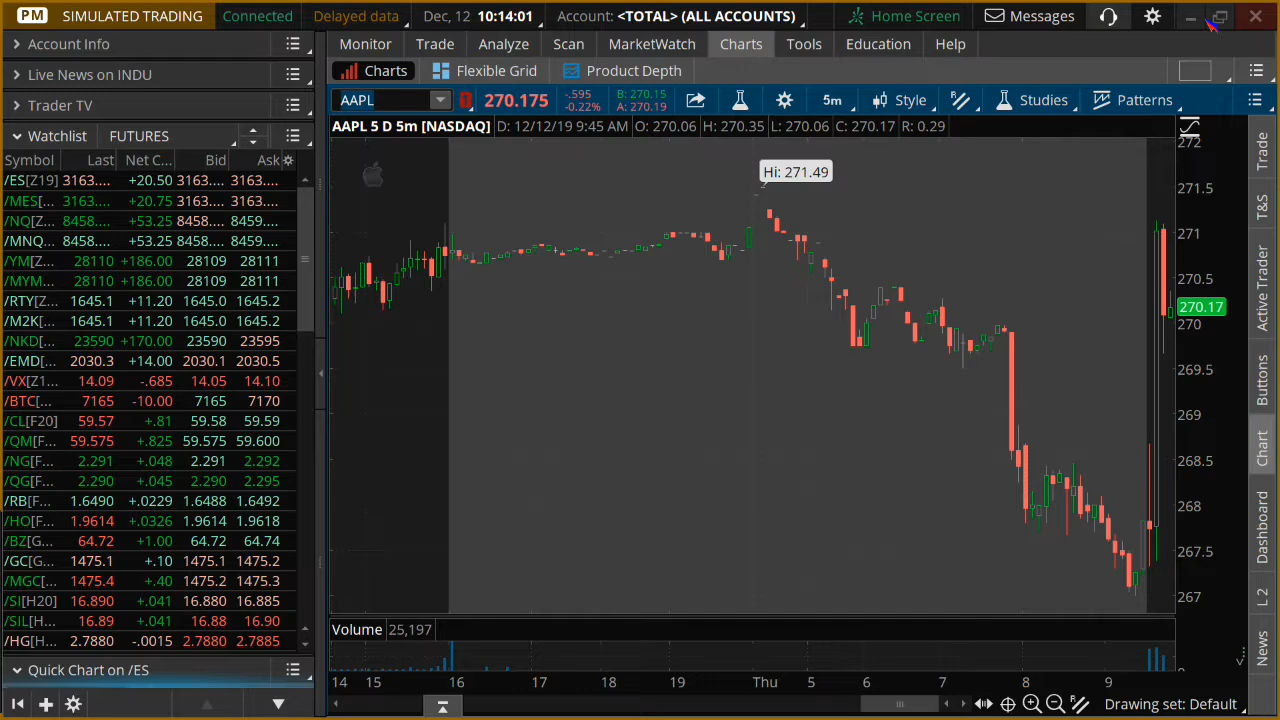 PM SIMULATED TRADING Connected Delayed data Dec, 12 10:14:01 Account: <TOTAL> (ALL ACCOUNTS) Home Screen Messages
Account Info
Live News on INDU
Trader TV
Watchlist FUTURES
Symbol Last Net C... Bid Ask
/ES[Z19] 3163.... +20.50 3163.... 3163....
/MES[... 3163.... +20.75 3163.... 3163....
/NQ[Z... 8458.... +53.25 8458.... 8459....
/MNQ... 8458.... +53.25 8458.... 8459....
/YM[Z... 28110 +186.00 28109 28111
/MYM... 28110 +186.00 28109 28111
/RTY[Z... 1645.1 +11.20 1645.0 1645.2
/M2K[... 1645.1 +11.20 1645.0 1645.2
/NKD[... 23590 +170.00 23590 23595
/EMD[... 2030.3 +14.00 2030.1 2030.5
/VX[Z1... 14.09 -.685 14.05 14.10
/BTC[... 7165 -10.00 7165 7170
/CL[F20] 59.57 +.81 59.58 59.59
/QM[F... 59.575 +.825 59.575 59.600
/NG[F... 2.291 +.048 2.291 2.292
/QG[F... 2.290 +.045 2.290 2.295
/RB[F... 1.6490 +.0229 1.6488 1.6492
/HO[F... 1.9614 +.0326 1.9614 1.9618
/BZ[G... 64.72 +1.00 64.72 64.74
/GC[G... 1475.1 +.10 1475.1 1475.2
/MGC[... 1475.4 +.40 1475.2 1475.3
/SI[H20] 16.890 +.041 16.880 16.885
/SIL[H... 16.89 +.041 16.88 16.90
/HG[H... 2.7880 -.0015 2.7880 2.7885
Quick Chart on /ES
Monitor Trade Analyze Scan MarketWatch Charts Tools Education Help
Charts Flexible Grid Product Depth
AAPL 270.175 -.595 B: 270.15 5m Style Studies Patterns
-0.22% A: 270.19
AAPL 5 D 5m [NASDAQ] D: 12/12/19 9:45 AM O: 270.06 H: 270.35 L: 270.06 C: 270.17 R: 0.29
Hi: 271.49
272
271.5
271
270.5
270.17
270
269.5
269
268.5
268
267.5
267
Volume 25,197
0
14 15 16 17 18 19 Thu 5 6 7 8 9
Drawing set: Default
Trade
T&S
Active Trader
Buttons
Chart
Dashboard
L 2
News